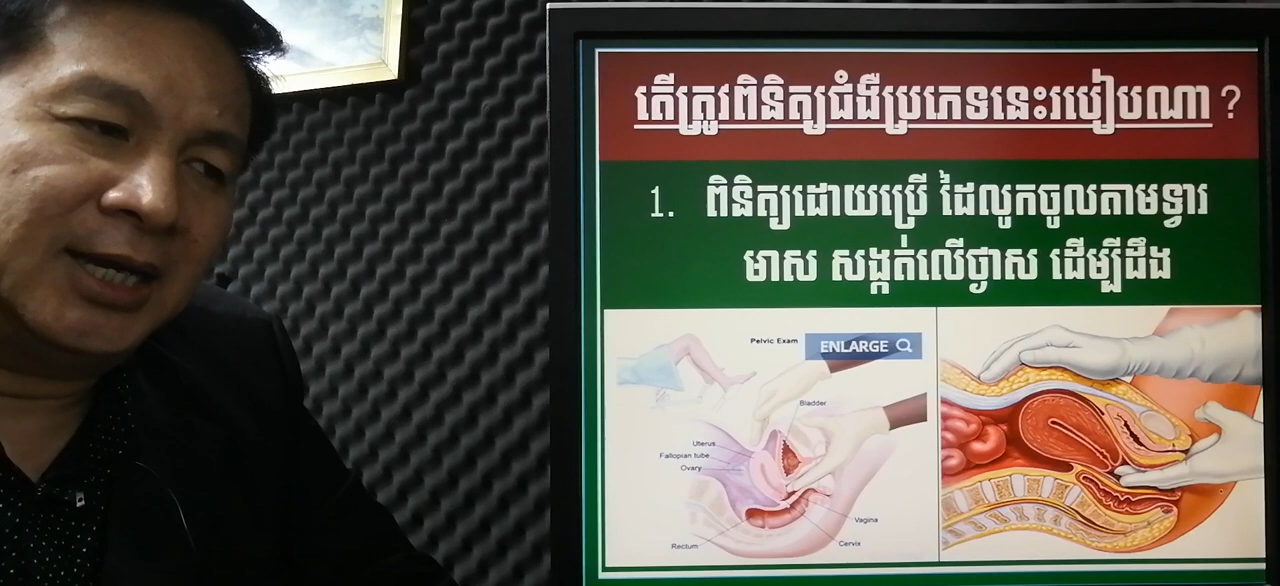 តើត្រូវពិនិត្យជំងឺប្រភេទនេះរបៀបណា ?
1. ពិនិត្យដោយប្រើ ដៃលូកចូលតាមទ្វារ
មាស សង្កត់លើថ្ងាស ដើម្បីដឹង
Pelvic Exam
ENLARGE
Bladder
Uterus
Fallopian tube
Ovary
Vagina
Rectum
Cervix